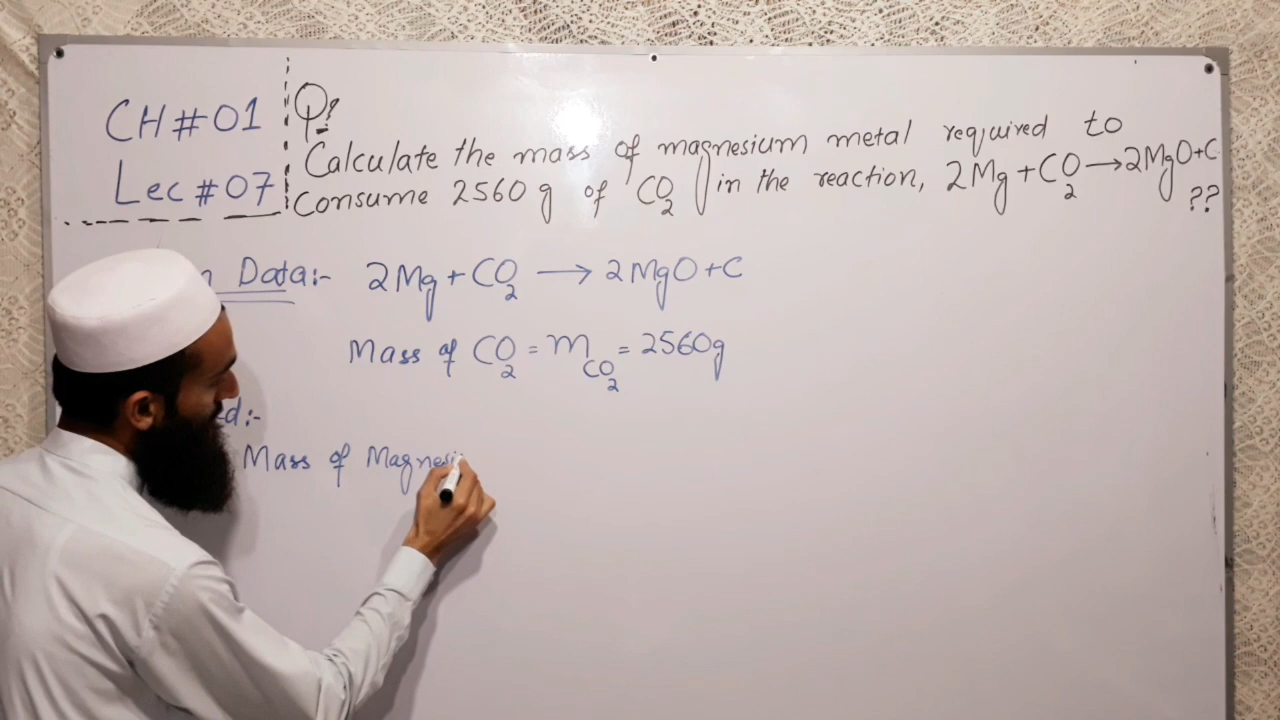 CH#01
Lec #07
Q?
Calculate the mass of magnesium metal required to
Consume 2560 g of CO2 in the reaction, 2Mg+CO2→2MgO+C
??
Data:- 2Mg+CO2 → 2MgO+C
Mass of CO2 = mCO2 = 2560g
Mass of Magnesi